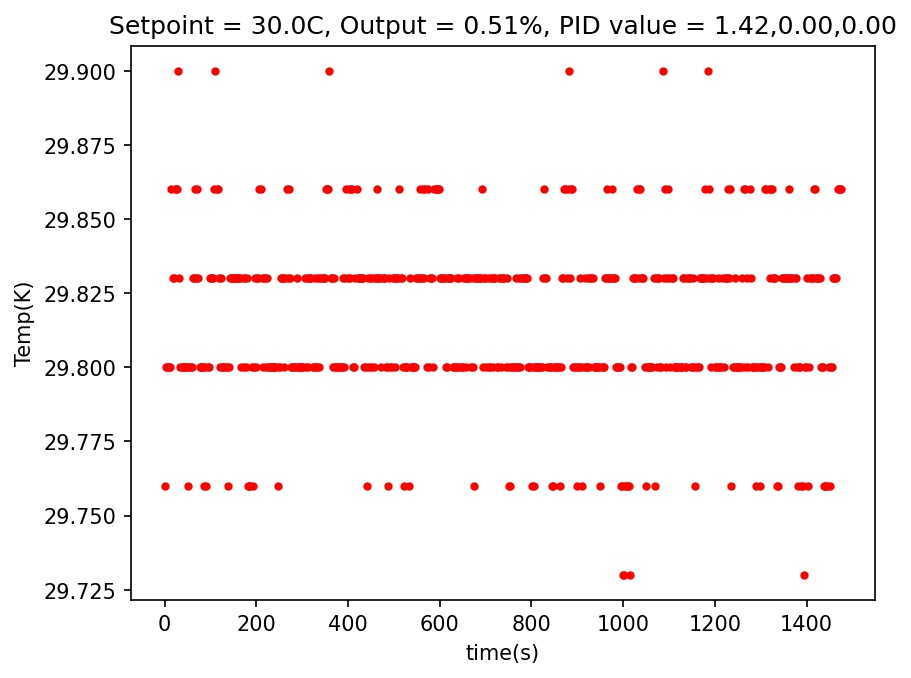 Setpoint = 30.0C, Output = 0.51%, PID value = 1.42,0.00,0.00
29.900
29.875
29.850
29.825
29.800
29.775
29.750
29.725
Temp(K)
0 200 400 600 800 1000 1200 1400
time(s)